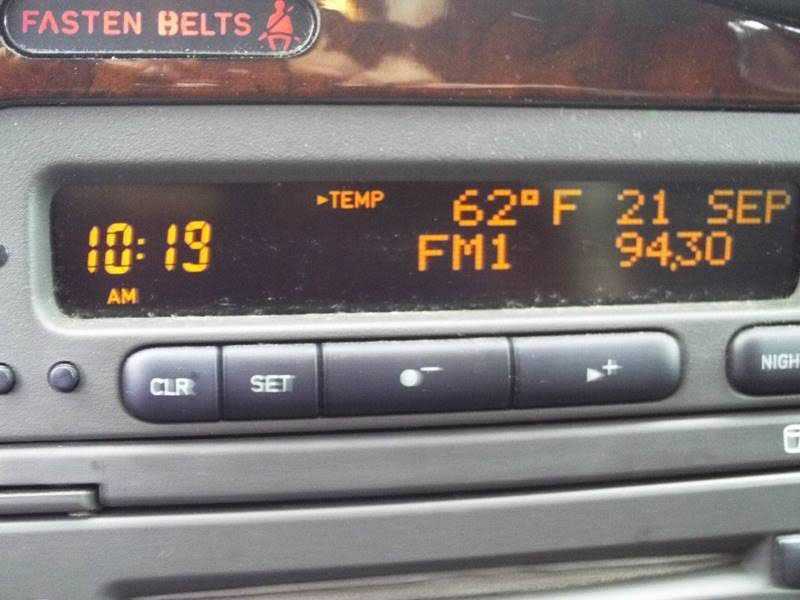 FASTEN BELTS
▸TEMP 62°F 21 SEP
10:19 FM1 94.30
AM
CLR SET − ▸+ NIGH